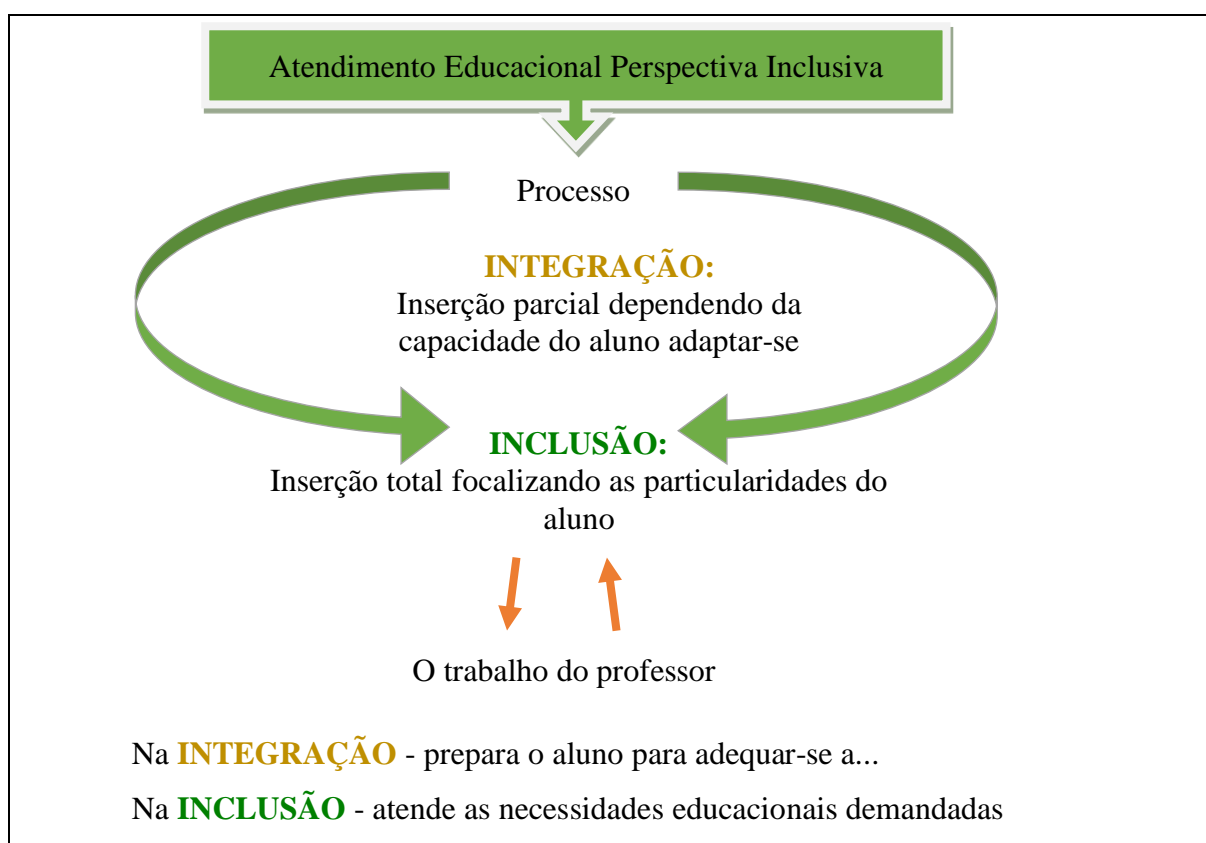 Atendimento Educacional Perspectiva Inclusiva
Processo
INTEGRAÇÃO:
Inserção parcial dependendo da
capacidade do aluno adaptar-se
INCLUSÃO:
Inserção total focalizando as particularidades do
aluno
O trabalho do professor
Na INTEGRAÇÃO - prepara o aluno para adequar-se a...
Na INCLUSÃO - atende as necessidades educacionais demandadas